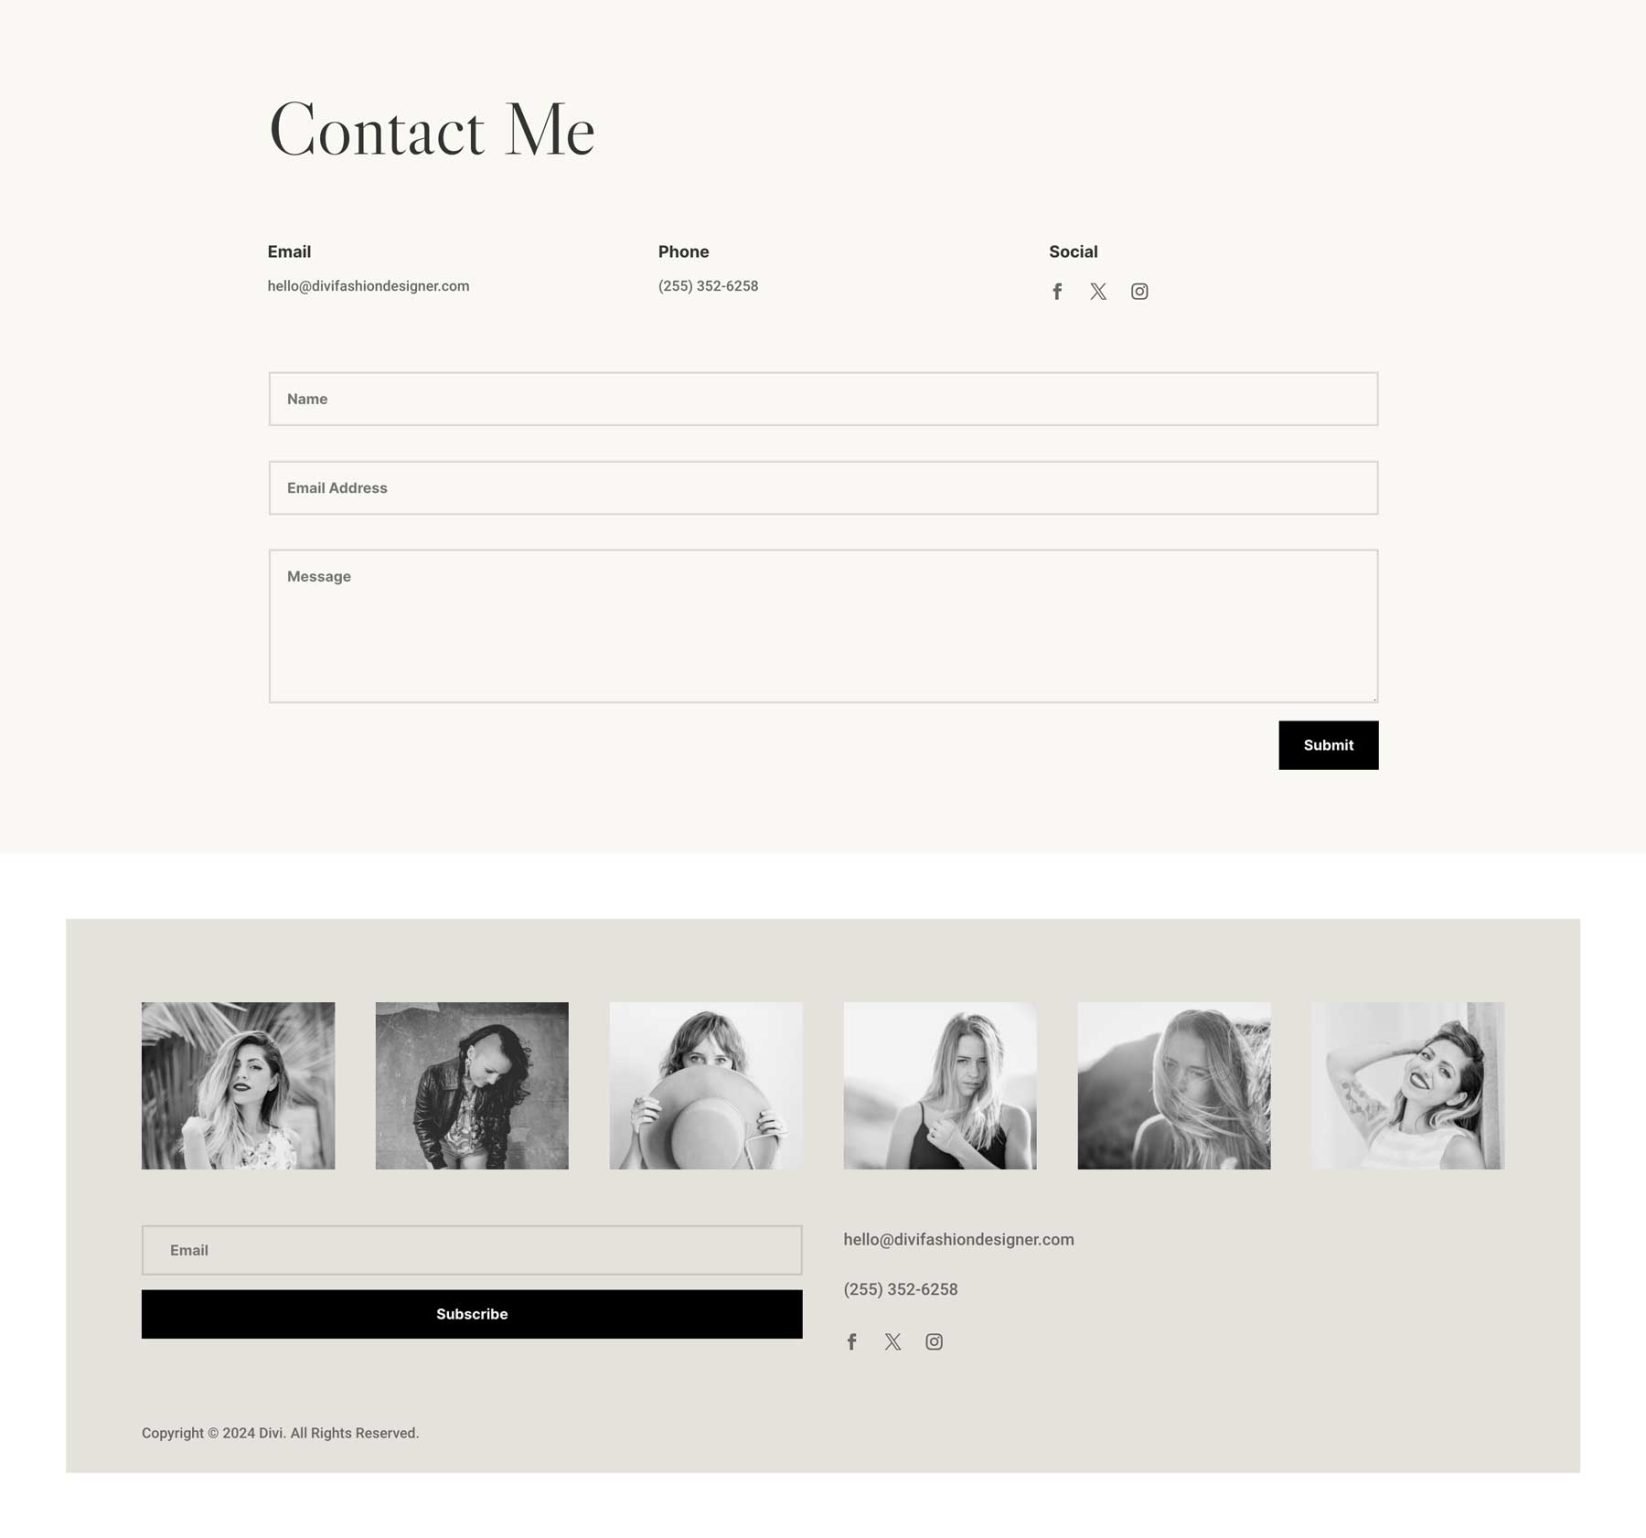 Contact Me
Email
hello@divifashiondesigner.com
Phone
(255) 352-6258
Social
Name
Email Address
Message
Submit
Email
Subscribe
hello@divifashiondesigner.com
(255) 352-6258
Copyright © 2024 Divi. All Rights Reserved.